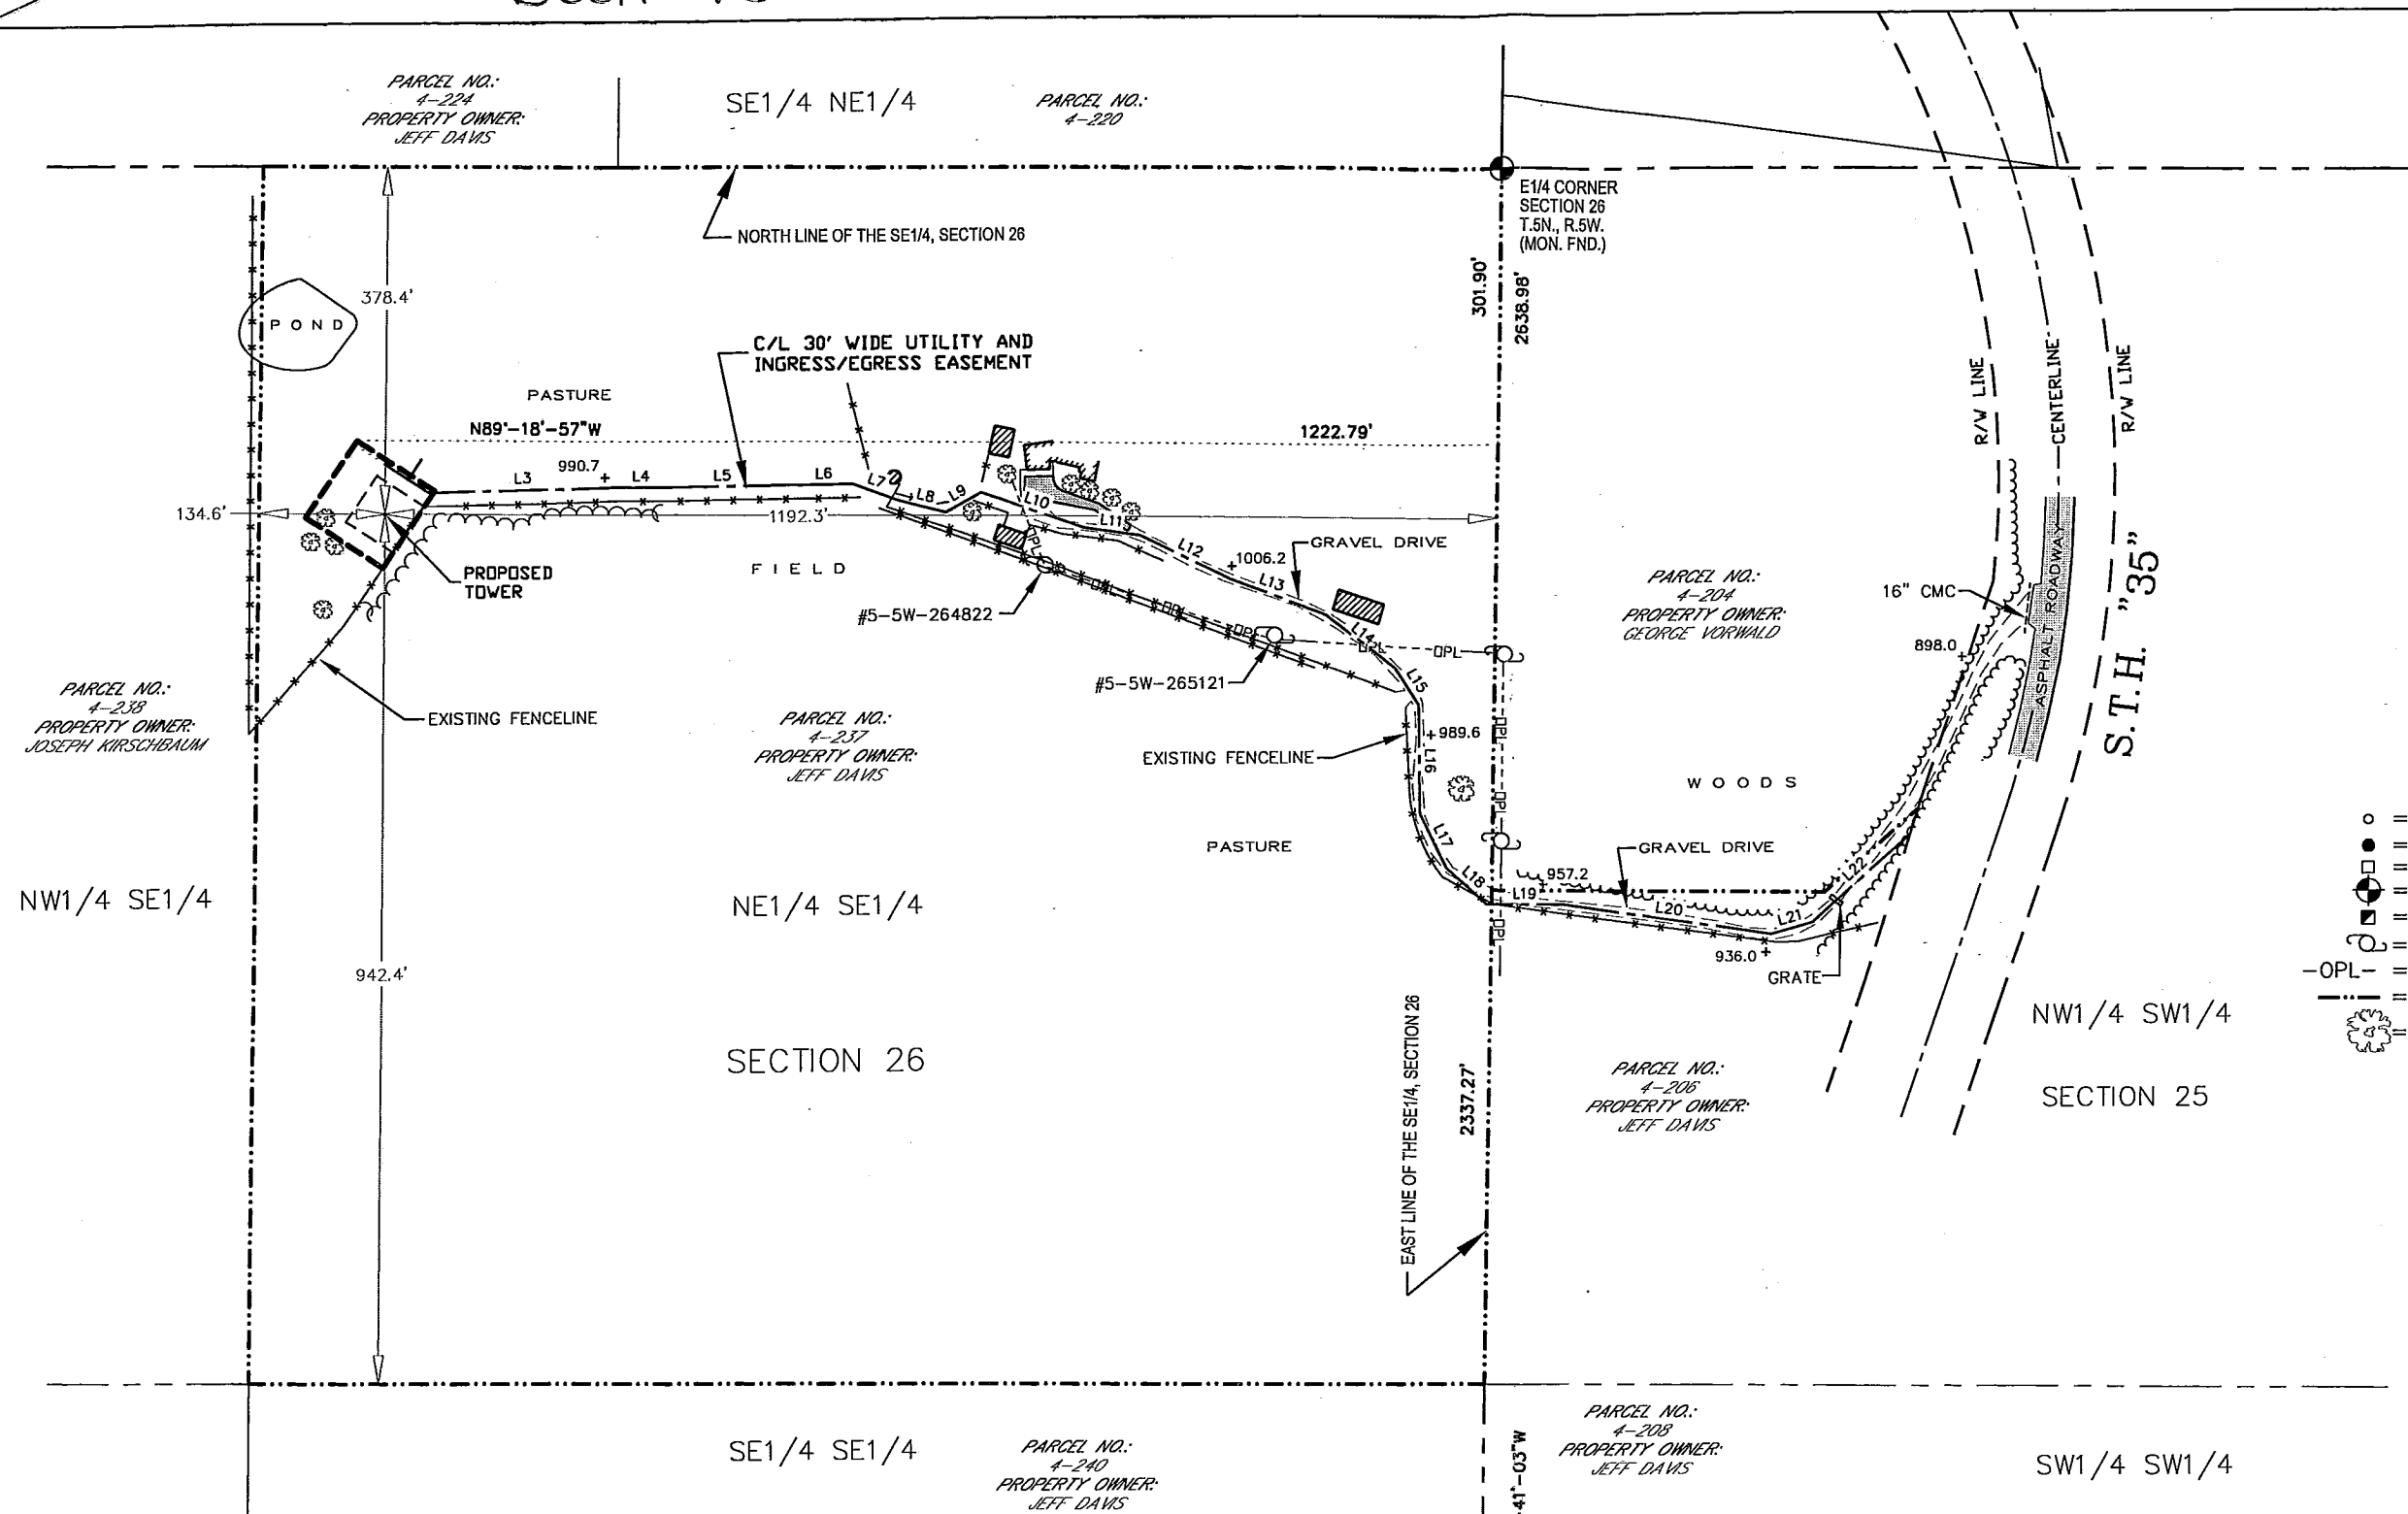 PARCEL NO.:
4-224
PROPERTY OWNER:
JEFF DAVIS
SE1/4 NE1/4
PARCEL NO.:
4-220
E1/4 CORNER
SECTION 26
T.5N., R.5W.
(MON. FND.)
NORTH LINE OF THE SE1/4, SECTION 26
301.90'
2638.98'
378.4'
POND
C/L 30' WIDE UTILITY AND
INGRESS/EGRESS EASEMENT
PASTURE
N89°-18'-57"W
1222.79'
R/W LINE
CENTERLINE
R/W LINE
L3
990.7
L4
L5
L6
L7
L8
L9
L10
L11
L12
1006.2
L13
GRAVEL DRIVE
134.6'
1192.3'
PROPOSED
TOWER
FIELD
OPL
OPL
OPL
OPL
OPL
OPL
#5-5W-264822
#5-5W-265121
L14
L15
PARCEL NO.:
4-204
PROPERTY OWNER:
GEORGE VORWALD
16" CMC
898.0
ASPHALT ROADWAY
S.T.H. "35"
PARCEL NO.:
4-238
PROPERTY OWNER:
JOSEPH KIRSCHBAUM
EXISTING FENCELINE
PARCEL NO.:
4-237
PROPERTY OWNER:
JEFF DAVIS
EXISTING FENCELINE
989.6
L16
OPL
OPL
OPL
WOODS
PASTURE
L17
L18
L19
957.2
GRAVEL DRIVE
L20
L21
L22
936.0
GRATE
NW1/4 SE1/4
NE1/4 SE1/4
942.4'
SECTION 26
EAST LINE OF THE SE1/4, SECTION 26
2337.27'
PARCEL NO.:
4-206
PROPERTY OWNER:
JEFF DAVIS
NW1/4 SW1/4
SECTION 25
=
=
=
=
=
=
-OPL- =
=
=
SE1/4 SE1/4
PARCEL NO.:
4-240
PROPERTY OWNER:
JEFF DAVIS
41'-03"W
PARCEL NO.:
4-208
PROPERTY OWNER:
JEFF DAVIS
SW1/4 SW1/4